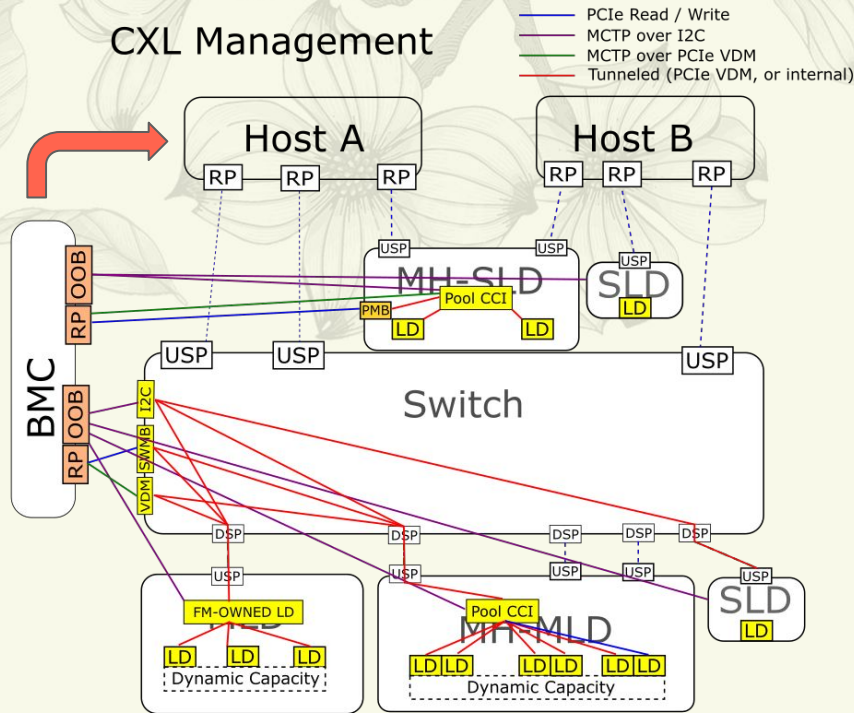 CXL Management
PCIe Read / Write
MCTP over I2C
MCTP over PCIe VDM
Tunneled (PCIe VDM, or internal)
Host A
Host B
RP
RP
RP
RP
RP
RP
USP
USP
USP
MH-SLD
SLD
Pool CCI
PMB
LD
LD
LD
BMC
OOB
RP
OOB
RP
USP
USP
USP
Switch
I2C
SWMB
VDM
DSP
DSP
DSP
DSP
DSP
USP
USP
USP
USP
USP
FM-OWNED LD
Pool CCI
MH-MLD
SLD
LD
LD
LD
LD
LD
LD
LD
LD
LD
LD
Dynamic Capacity
Dynamic Capacity